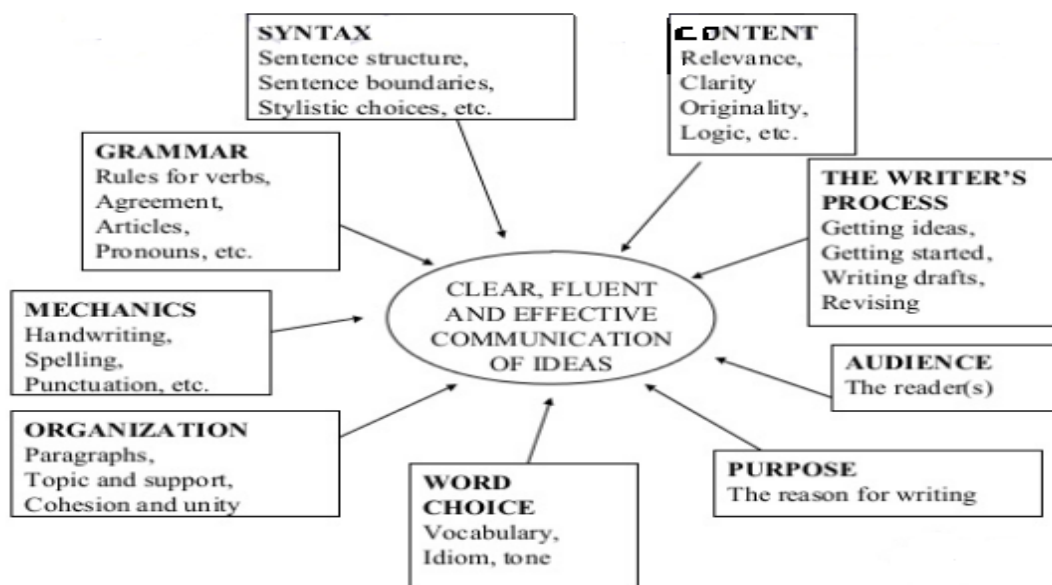 SYNTAX
Sentence structure,
Sentence boundaries,
Stylistic choices, etc.
CONTENT
Relevance,
Clarity
Originality,
Logic, etc.
GRAMMAR
Rules for verbs,
Agreement,
Articles,
Pronouns, etc.
THE WRITER'S
PROCESS
Getting ideas,
Getting started,
Writing drafts,
Revising
CLEAR, FLUENT
AND EFFECTIVE
COMMUNICATION
OF IDEAS
MECHANICS
Handwriting,
Spelling,
Punctuation, etc.
AUDIENCE
The reader(s)
ORGANIZATION
Paragraphs,
Topic and support,
Cohesion and unity
WORD
CHOICE
Vocabulary,
Idiom, tone
PURPOSE
The reason for writing